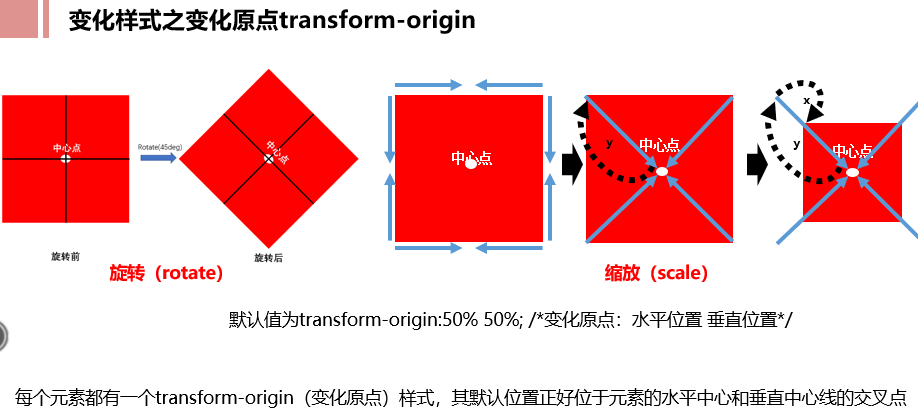 变化样式之变化原点transform-origin
中心点
Rotate(45deg)
中心点
旋转前
旋转后
旋转（rotate）
中心点
y
中心点
x
y
中心点
缩放（scale）
默认值为transform-origin:50% 50%; /*变化原点：水平位置 垂直位置*/
每个元素都有一个transform-origin（变化原点）样式，其默认位置正好位于元素的水平中心和垂直中心线的交叉点